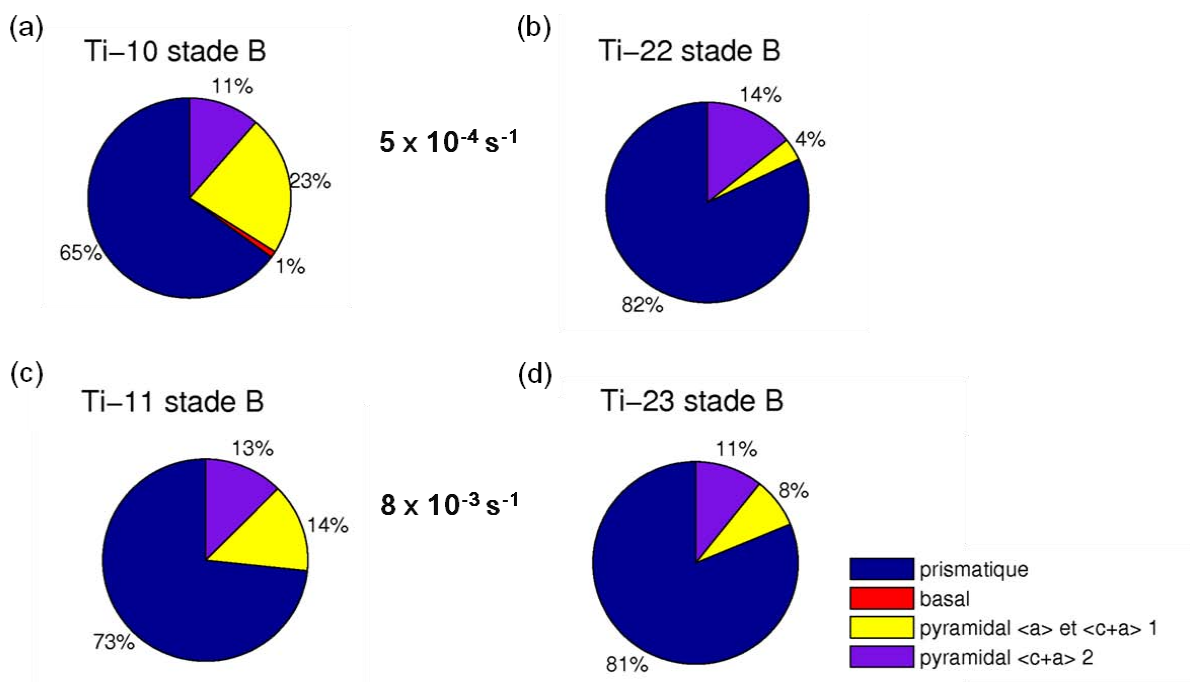 (a)
Ti−10 stade B
11%
23%
1%
65%
5 x 10⁻⁴ s⁻¹
(b)
Ti−22 stade B
14%
4%
82%
(c)
Ti−11 stade B
13%
14%
73%
8 x 10⁻³ s⁻¹
(d)
Ti−23 stade B
11%
8%
81%
prismatique
basal
pyramidal <a> et <c+a> 1
pyramidal <c+a> 2